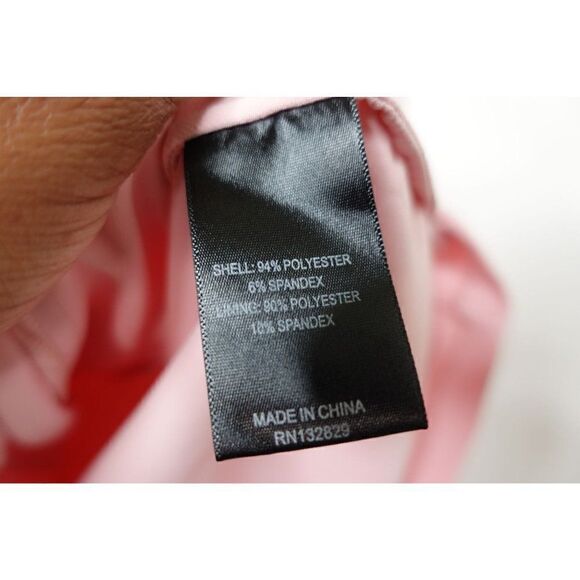 SHELL: 94% POLYESTER
6% SPANDEX
LINING: 90% POLYESTER
10% SPANDEX
MADE IN CHINA
RN132829